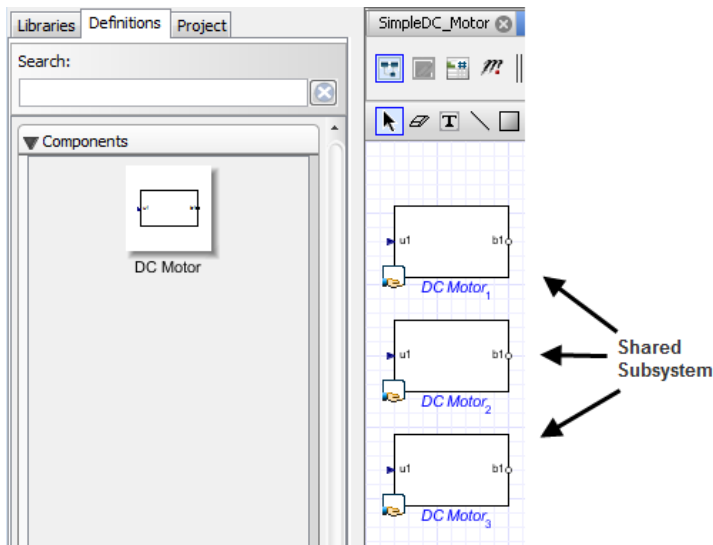 Libraries Definitions Project
Search:
Components
DC Motor
SimpleDC_Motor
T
u1 b1
DC Motor1
u1 b1
DC Motor2
u1 b1
DC Motor3
Shared
Subsystem